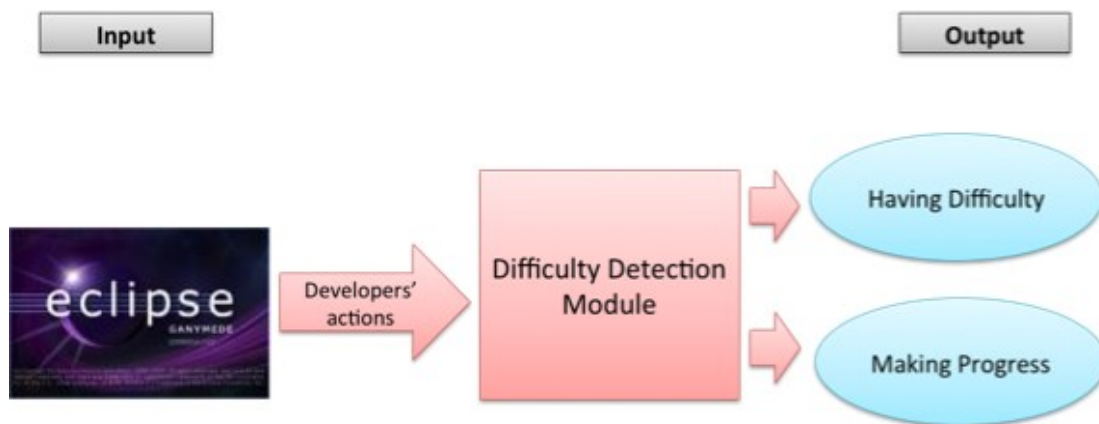 Input
Output
Having Difficulty
eclipse
GANYMEDE
Developers'
actions
Difficulty Detection
Module
Making Progress